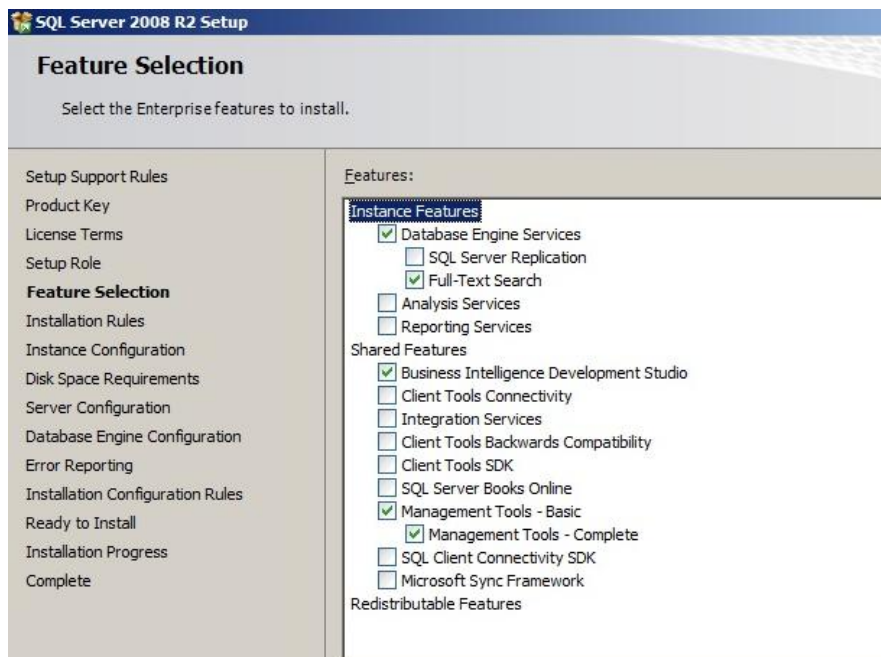 SQL Server 2008 R2 Setup
Feature Selection
Select the Enterprise features to install.
Setup Support Rules
Product Key
License Terms
Setup Role
Feature Selection
Installation Rules
Instance Configuration
Disk Space Requirements
Server Configuration
Database Engine Configuration
Error Reporting
Installation Configuration Rules
Ready to Install
Installation Progress
Complete
Features:
Instance Features
Database Engine Services
SQL Server Replication
Full-Text Search
Analysis Services
Reporting Services
Shared Features
Business Intelligence Development Studio
Client Tools Connectivity
Integration Services
Client Tools Backwards Compatibility
Client Tools SDK
SQL Server Books Online
Management Tools - Basic
Management Tools - Complete
SQL Client Connectivity SDK
Microsoft Sync Framework
Redistributable Features